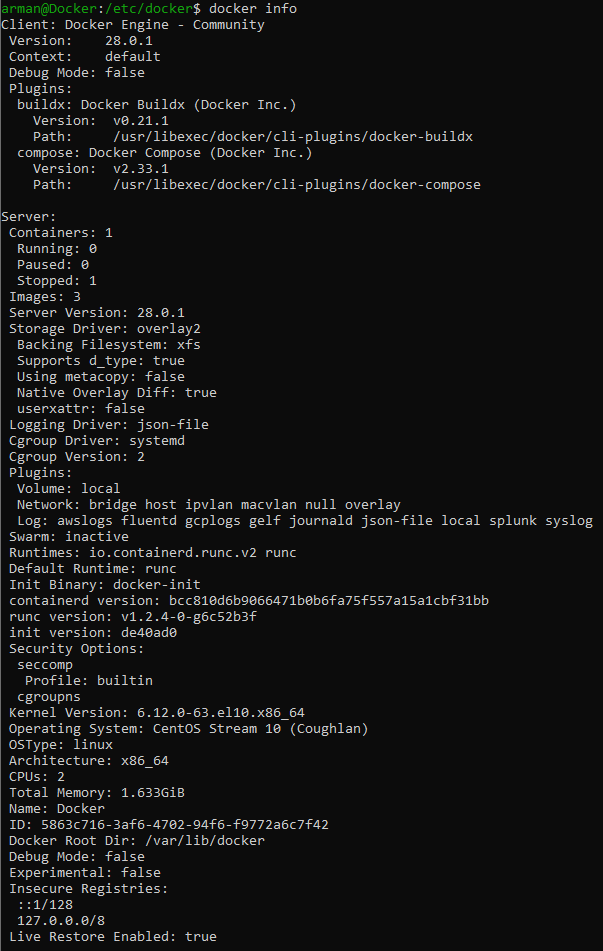 arman@Docker:/etc/docker$ docker info
Client: Docker Engine - Community
 Version:    28.0.1
 Context:    default
 Debug Mode: false
 Plugins:
  buildx: Docker Buildx (Docker Inc.)
    Version:  v0.21.1
    Path:     /usr/libexec/docker/cli-plugins/docker-buildx
  compose: Docker Compose (Docker Inc.)
    Version:  v2.33.1
    Path:     /usr/libexec/docker/cli-plugins/docker-compose

Server:
 Containers: 1
  Running: 0
  Paused: 0
  Stopped: 1
 Images: 3
 Server Version: 28.0.1
 Storage Driver: overlay2
  Backing Filesystem: xfs
  Supports d_type: true
  Using metacopy: false
  Native Overlay Diff: true
  userxattr: false
 Logging Driver: json-file
 Cgroup Driver: systemd
 Cgroup Version: 2
 Plugins:
  Volume: local
  Network: bridge host ipvlan macvlan null overlay
  Log: awslogs fluentd gcplogs gelf journald json-file local splunk syslog
 Swarm: inactive
 Runtimes: io.containerd.runc.v2 runc
 Default Runtime: runc
 Init Binary: docker-init
 containerd version: bcc810d6b9066471b0b6fa75f557a15a1cbf31bb
 runc version: v1.2.4-0-g6c52b3f
 init version: de40ad0
 Security Options:
  seccomp
   Profile: builtin
  cgroupns
 Kernel Version: 6.12.0-63.el10.x86_64
 Operating System: CentOS Stream 10 (Coughlan)
 OSType: linux
 Architecture: x86_64
 CPUs: 2
 Total Memory: 1.633GiB
 Name: Docker
 ID: 5863c716-3af6-4702-94f6-f9772a6c7f42
 Docker Root Dir: /var/lib/docker
 Debug Mode: false
 Experimental: false
 Insecure Registries:
  ::1/128
  127.0.0.0/8
 Live Restore Enabled: true